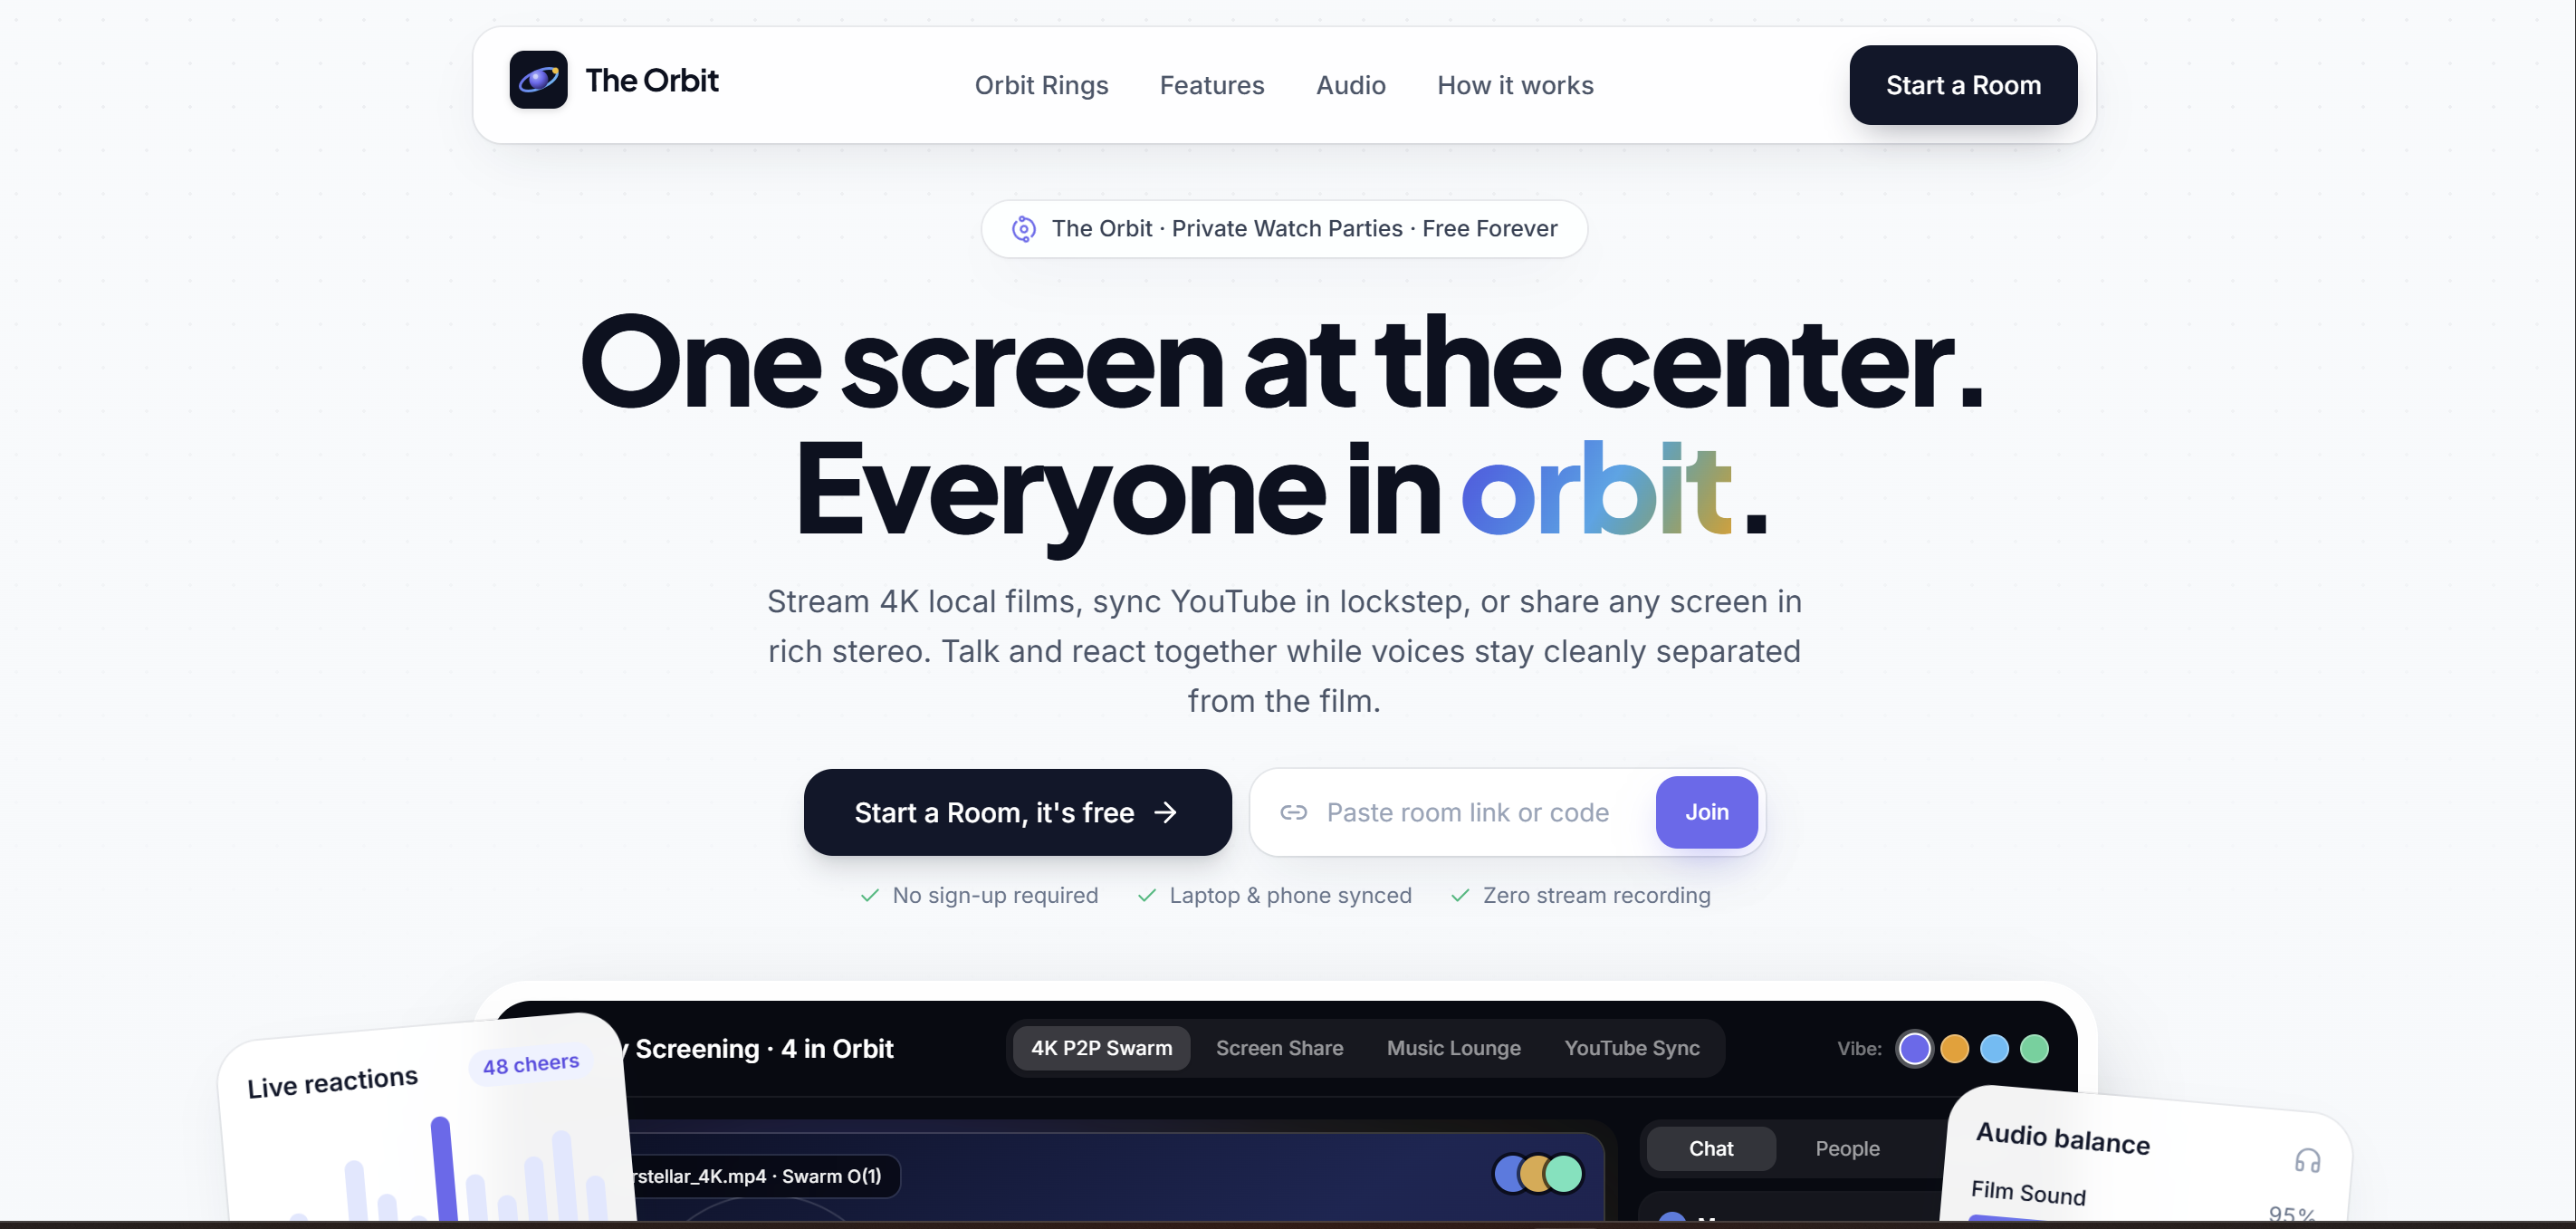 The Orbit
Orbit Rings
Features
Audio
How it works
Start a Room
The Orbit · Private Watch Parties · Free Forever
One screen at the center.
Everyone in orbit.
Stream 4K local films, sync YouTube in lockstep, or share any screen in
rich stereo. Talk and react together while voices stay cleanly separated
from the film.
Start a Room, it's free
Paste room link or code
Join
No sign-up required
Laptop & phone synced
Zero stream recording
Live reactions
48 cheers
Screening · 4 in Orbit
4K P2P Swarm
Screen Share
Music Lounge
YouTube Sync
Vibe:
rstellar_4K.mp4 · Swarm O(1)
Chat
People
Audio balance
Film Sound
95%